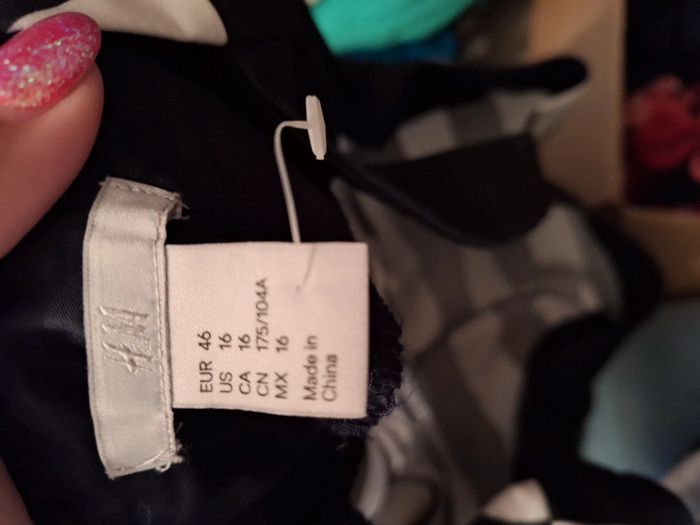 H&M
EUR 46
US 16
CA 16
CN 175/104A
MX 16
Made in
China